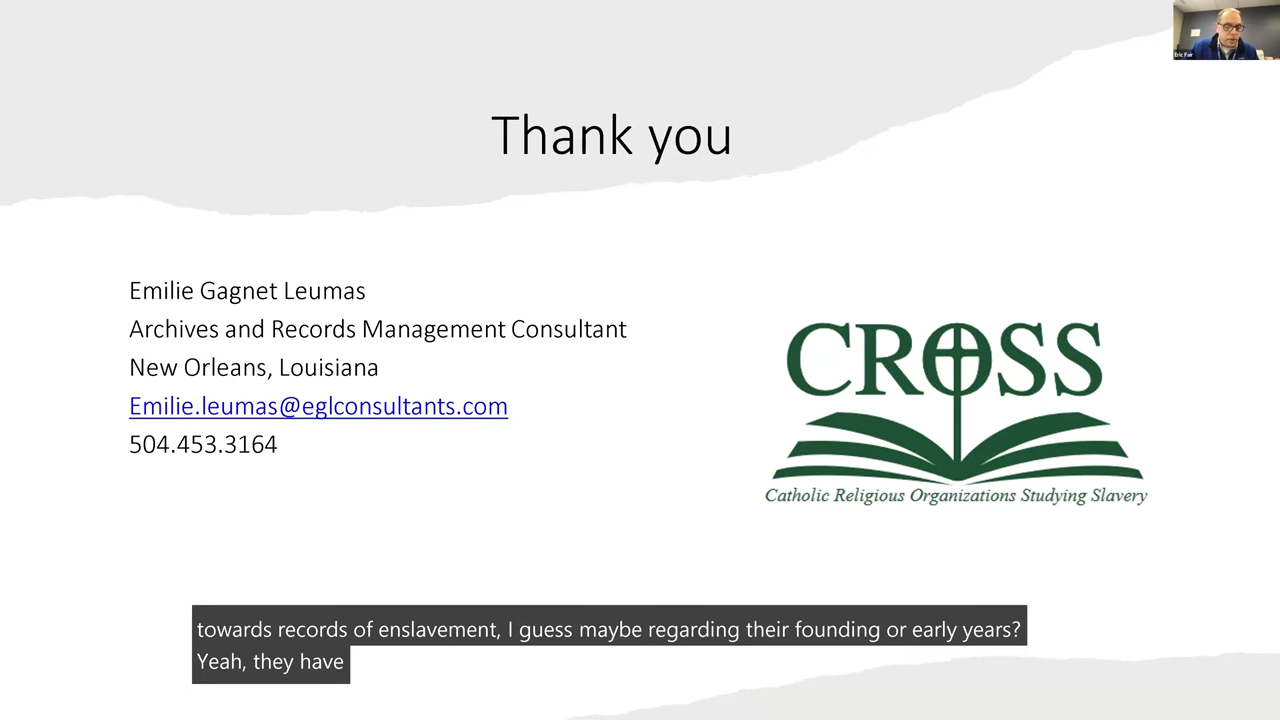 Eric Fair
Thank you
Emilie Gagnet Leumas
Archives and Records Management Consultant
New Orleans, Louisiana
Emilie.leumas@eglconsultants.com
504.453.3164
CROSS
Catholic Religious Organizations Studying Slavery
towards records of enslavement, I guess maybe regarding their founding or early years?
Yeah, they have